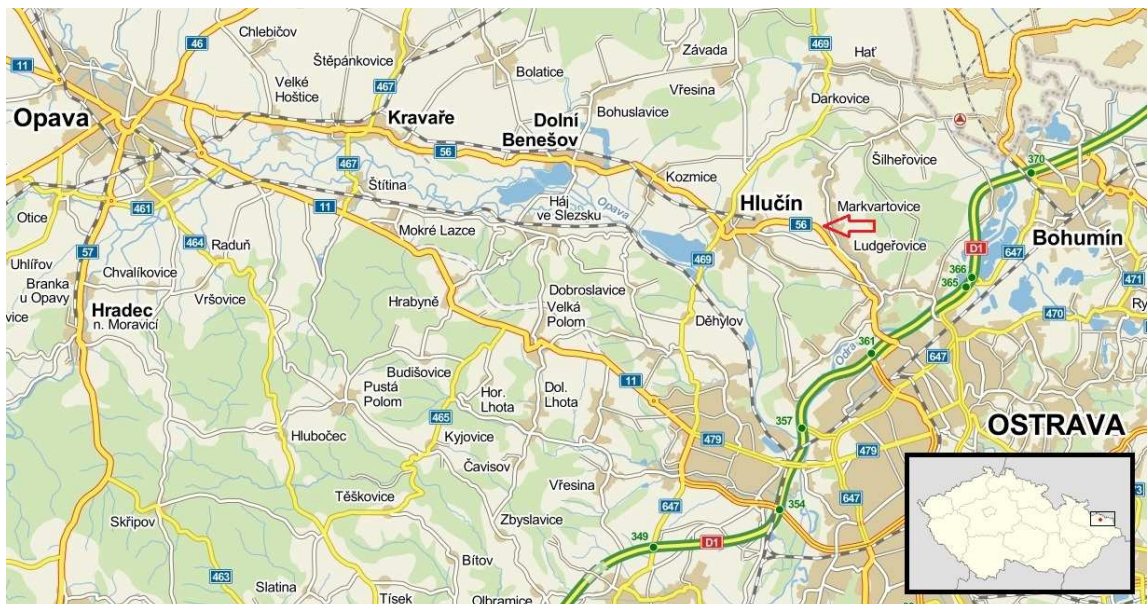 11
46
Chlebičov
Štěpánkovice
467
Bolatice
Závada
469
Hať
Velké
Hoštice
Vřesina
Bohuslavice
Darkovice
Opava
Kravaře
Dolní
Benešov
56
370
Šilheřovice
467
Štítina
Kozmice
Otice
461
11
Opava
Háj
ve Slezsku
Hlučín
56
Markvartovice
Raduň
464
Mokré Lazce
Ludgeřovice
D1
647
Bohumín
57
Uhlířov
Chvalíkovice
469
366
365
471
Branka
u Opavy
Vršovice
Dobroslavice
Hradec
n. Moravicí
Hrabyně
Velká
Polom
Děhylov
470
Odra
361
647
Budišovice
Pustá
Polom
Hor.
Lhota
Dol.
Lhota
11
465
357
OSTRAVA
Hlubočec
Kyjovice
479
479
Čavisov
Vřesina
Těškovice
647
354
647
Skřipov
Zbyslavice
349
D1
Bítov
463
Slatina
Tísek
Olbramice